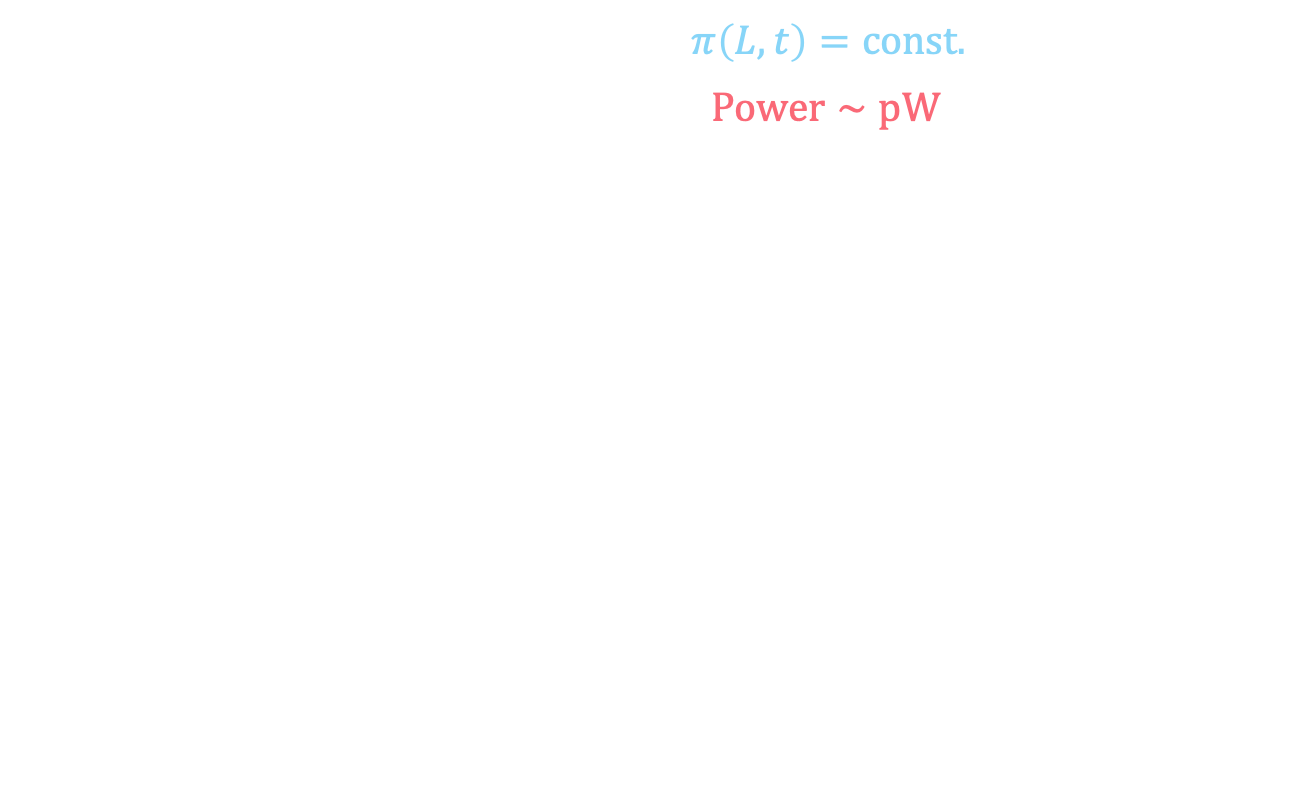 π(L, t) = const.
Power ~ pW